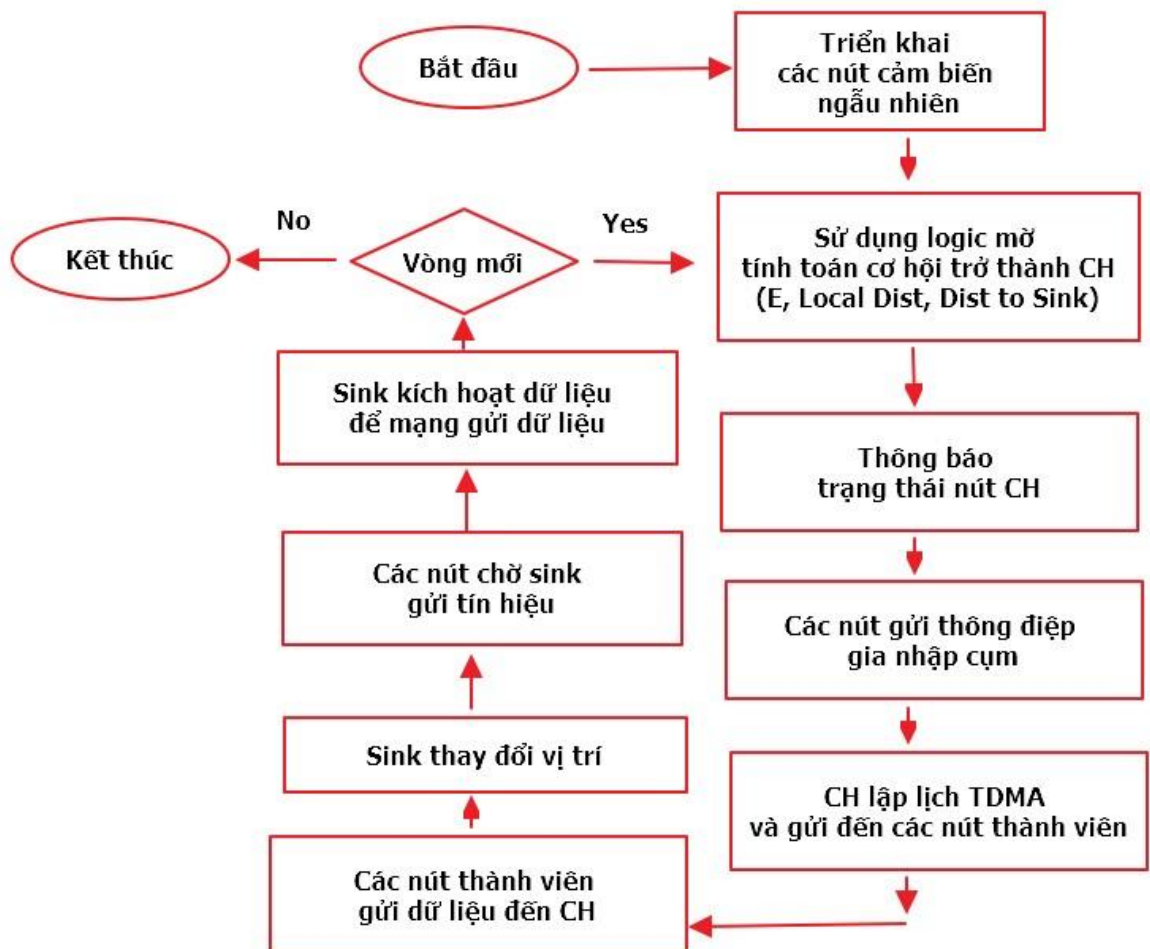 Bắt đầu
Triển khai
các nút cảm biến
ngẫu nhiên
Sử dụng logic mờ
tính toán cơ hội trở thành CH
(E, Local Dist, Dist to Sink)
Thông báo
trạng thái nút CH
Các nút gửi thông điệp
gia nhập cụm
CH lập lịch TDMA
và gửi đến các nút thành viên
Các nút thành viên
gửi dữ liệu đến CH
Sink thay đổi vị trí
Các nút chờ sink
gửi tín hiệu
Sink kích hoạt dữ liệu
để mạng gửi dữ liệu
Vòng mới
Yes
No
Kết thúc